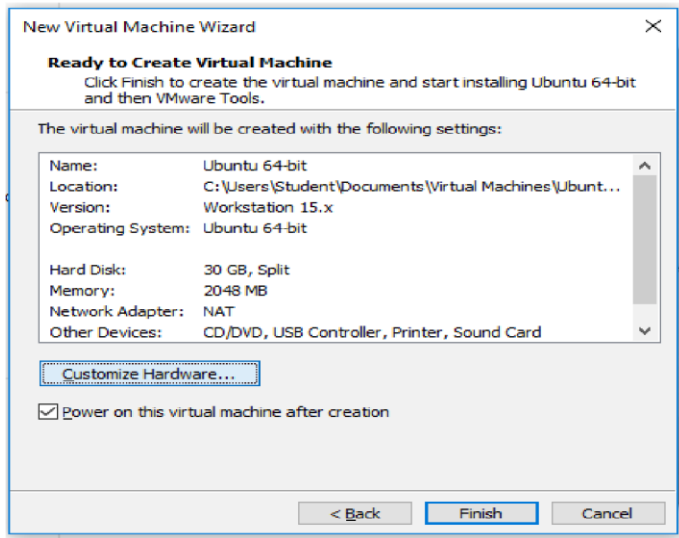 New Virtual Machine Wizard
Ready to Create Virtual Machine
Click Finish to create the virtual machine and start installing Ubuntu 64-bit
and then VMware Tools.
The virtual machine will be created with the following settings:
Name: Ubuntu 64-bit
Location: C:\Users\Student\Documents\Virtual Machines\Ubunt...
Version: Workstation 15.x
Operating System: Ubuntu 64-bit
Hard Disk: 30 GB, Split
Memory: 2048 MB
Network Adapter: NAT
Other Devices: CD/DVD, USB Controller, Printer, Sound Card
Customize Hardware...
Power on this virtual machine after creation
< Back Finish Cancel